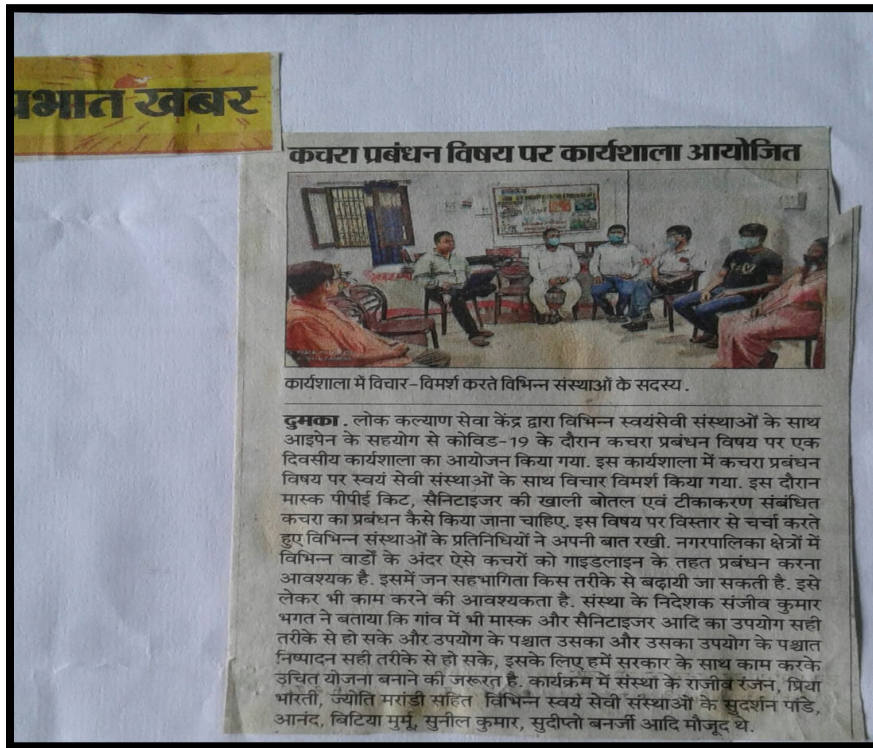 प्रभात खबर
कचरा प्रबंधन विषय पर कार्यशाला आयोजित
कार्यशाला में विचार-विमर्श करते विभिन्न संस्थाओं के सदस्य.
दुमका. लोक कल्याण सेवा केंद्र द्वारा विभिन्न स्वयंसेवी संस्थाओं के साथ
आइपेन के सहयोग से कोविड-19 के दौरान कचरा प्रबंधन विषय पर एक
दिवसीय कार्यशाला का आयोजन किया गया. इस कार्यशाला में कचरा प्रबंधन
विषय पर स्वयं सेवी संस्थाओं के साथ विचार विमर्श किया गया. इस दौरान
मास्क पीपीई किट, सैनिटाइजर की खाली बोतल एवं टीकाकरण संबंधित
कचरा का प्रबंधन कैसे किया जाना चाहिए. इस विषय पर विस्तार से चर्चा करते
हुए विभिन्न संस्थाओं के प्रतिनिधियों ने अपनी बात रखी. नगरपालिका क्षेत्रों में
विभिन्न वार्डों के अंदर ऐसे कचरों को गाइडलाइन के तहत प्रबंधन करना
आवश्यक है. इसमें जन सहभागिता किस तरीके से बढ़ायी जा सकती है. इसे
लेकर भी काम करने की आवश्यकता है. संस्था के निदेशक संजीव कुमार
भगत ने बताया कि गांव में भी मास्क और सैनिटाइजर आदि का उपयोग सही
तरीके से हो सके और उपयोग के पश्चात उसका और उसका उपयोग के पश्चात
निष्पादन सही तरीके से हो सके, इसके लिए हमें सरकार के साथ काम करके
उचित योजना बनाने की जरूरत है. कार्यक्रम में संस्था के राजीव रंजन, प्रिया
भारती, ज्योति मरांडी सहित विभिन्न स्वयं सेवी संस्थाओं के सुदर्शन पांडे,
आनंद, बिटिया मुर्मू, सुनील कुमार, सुदीप्तो बनर्जी आदि मौजूद थे.